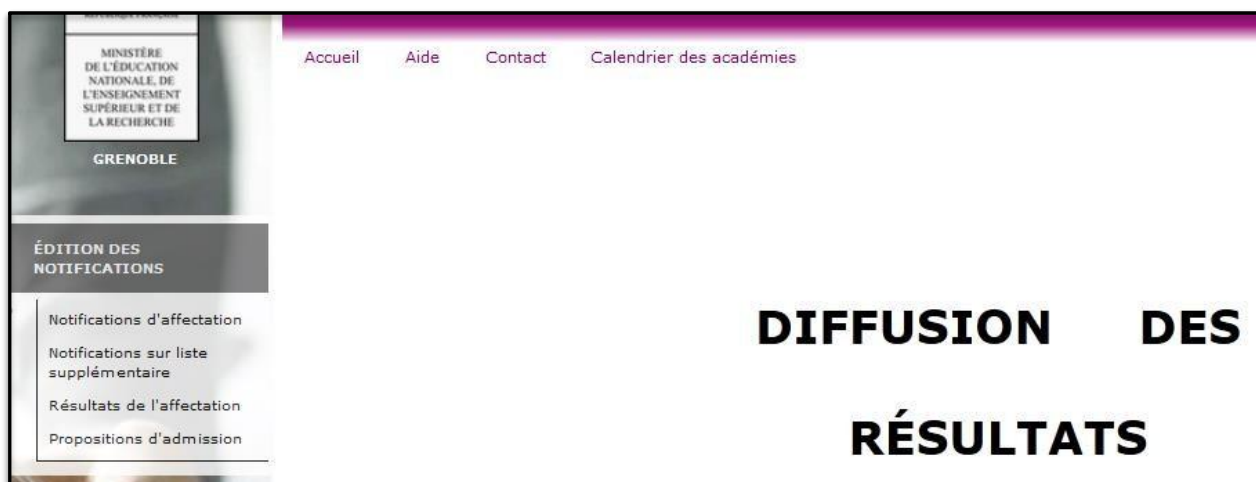 MINISTÈRE
DE L'ÉDUCATION
NATIONALE, DE
L'ENSEIGNEMENT
SUPÉRIEUR ET DE
LA RECHERCHE
GRENOBLE
Accueil Aide Contact Calendrier des académies
ÉDITION DES
NOTIFICATIONS
Notifications d'affectation
Notifications sur liste
supplémentaire
Résultats de l'affectation
Propositions d'admission
DIFFUSION DES
RÉSULTATS